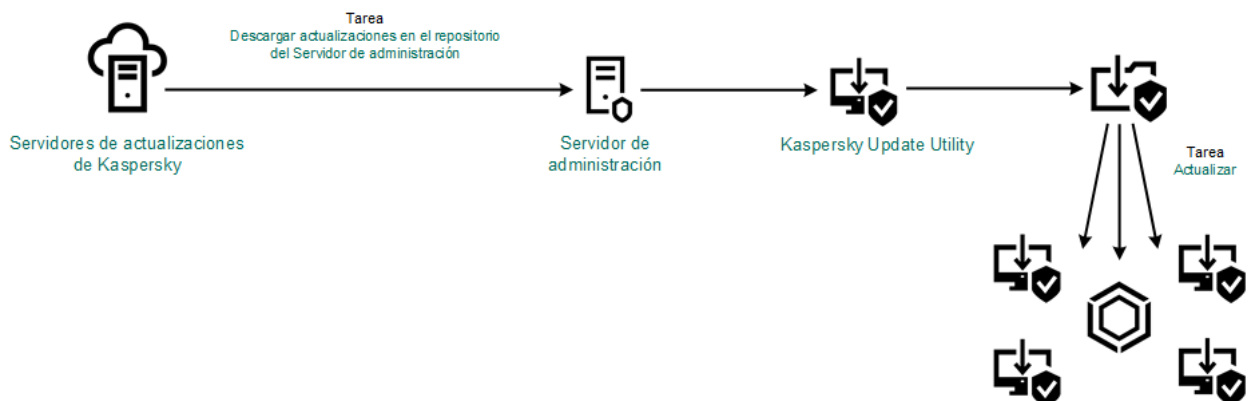 Tarea
Descargar actualizaciones en el repositorio
del Servidor de administración
Servidores de actualizaciones
de Kaspersky
Servidor de
administración
Kaspersky Update Utility
Tarea
Actualizar